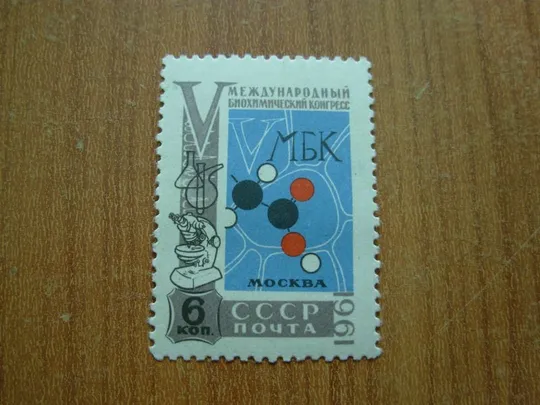 V
МЕЖДУНАРОДНЫЙ
БИОХИМИЧЕСКИЙ КОНГРЕСС
V МБК
МОСКВА
6
КОП.
СССР
ПОЧТА
1961